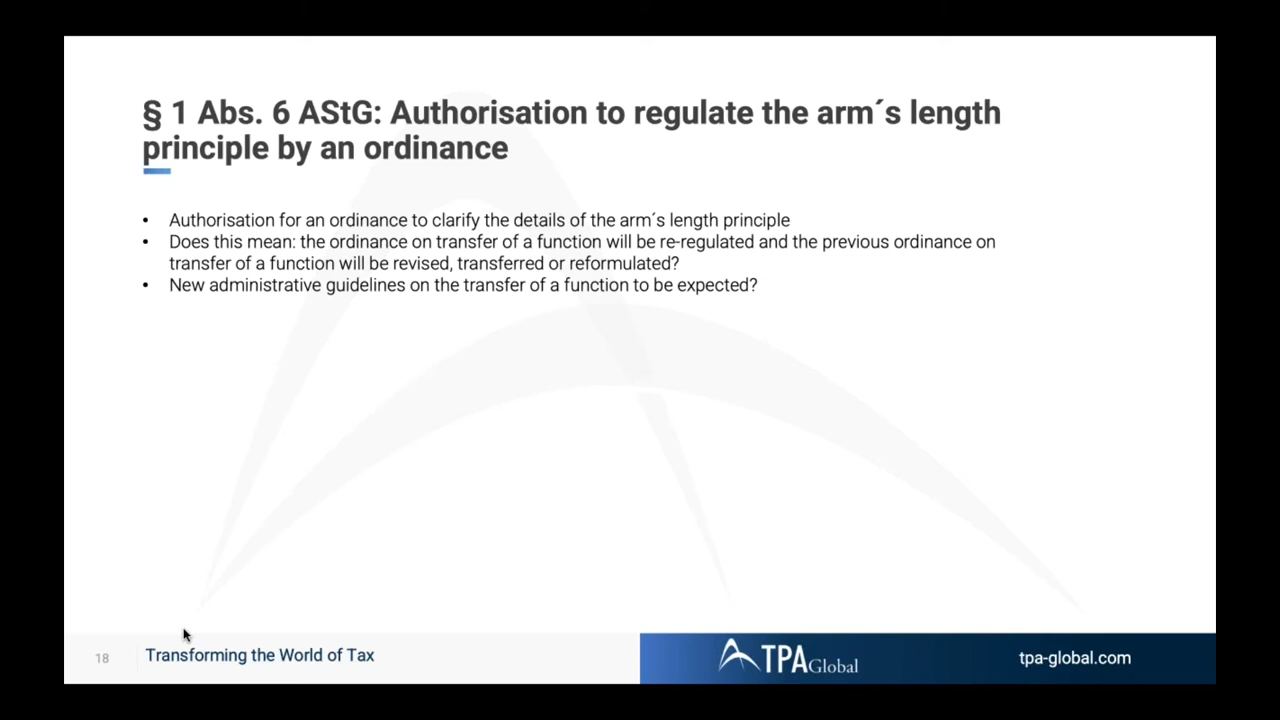 § 1 Abs. 6 AStG: Authorisation to regulate the arm´s length
principle by an ordinance
• Authorisation for an ordinance to clarify the details of the arm´s length principle
• Does this mean: the ordinance on transfer of a function will be re-regulated and the previous ordinance on
transfer of a function will be revised, transferred or reformulated?
• New administrative guidelines on the transfer of a function to be expected?
18
Transforming the World of Tax
TPA Global
tpa-global.com